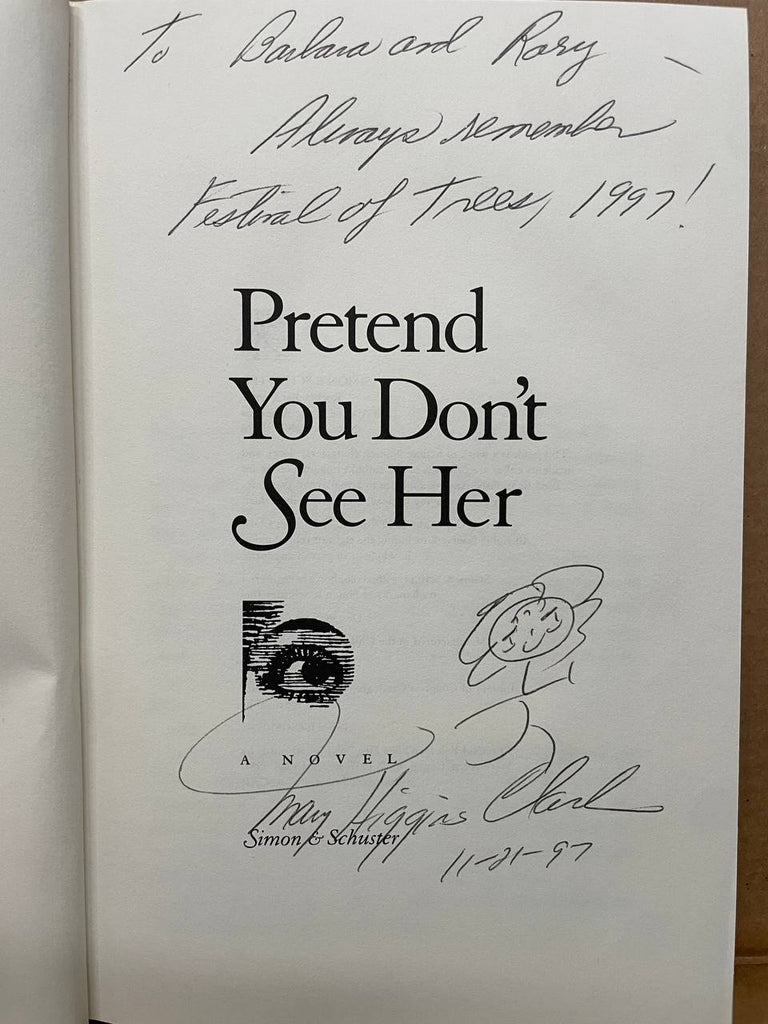 To Barbara and Rory —
Always remember
Festival of Trees, 1997!
Pretend
You Don't
See Her
A NOVEL
Mary Higgins Clark
Simon & Schuster
11-21-97